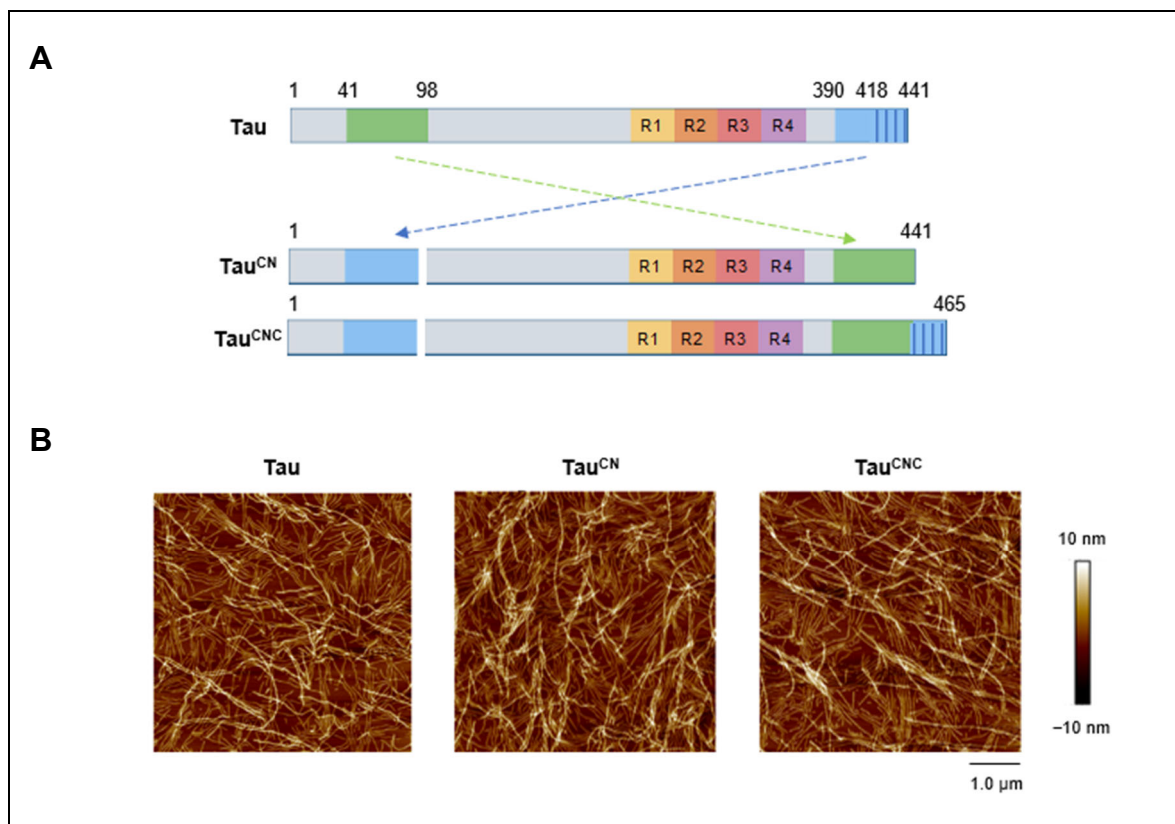 A
1 41 98 390 418 441
Tau R1 R2 R3 R4
1 441
Tau^CN R1 R2 R3 R4
1 465
Tau^CNC R1 R2 R3 R4
B
Tau Tau^CN Tau^CNC
10 nm
−10 nm
1.0 µm